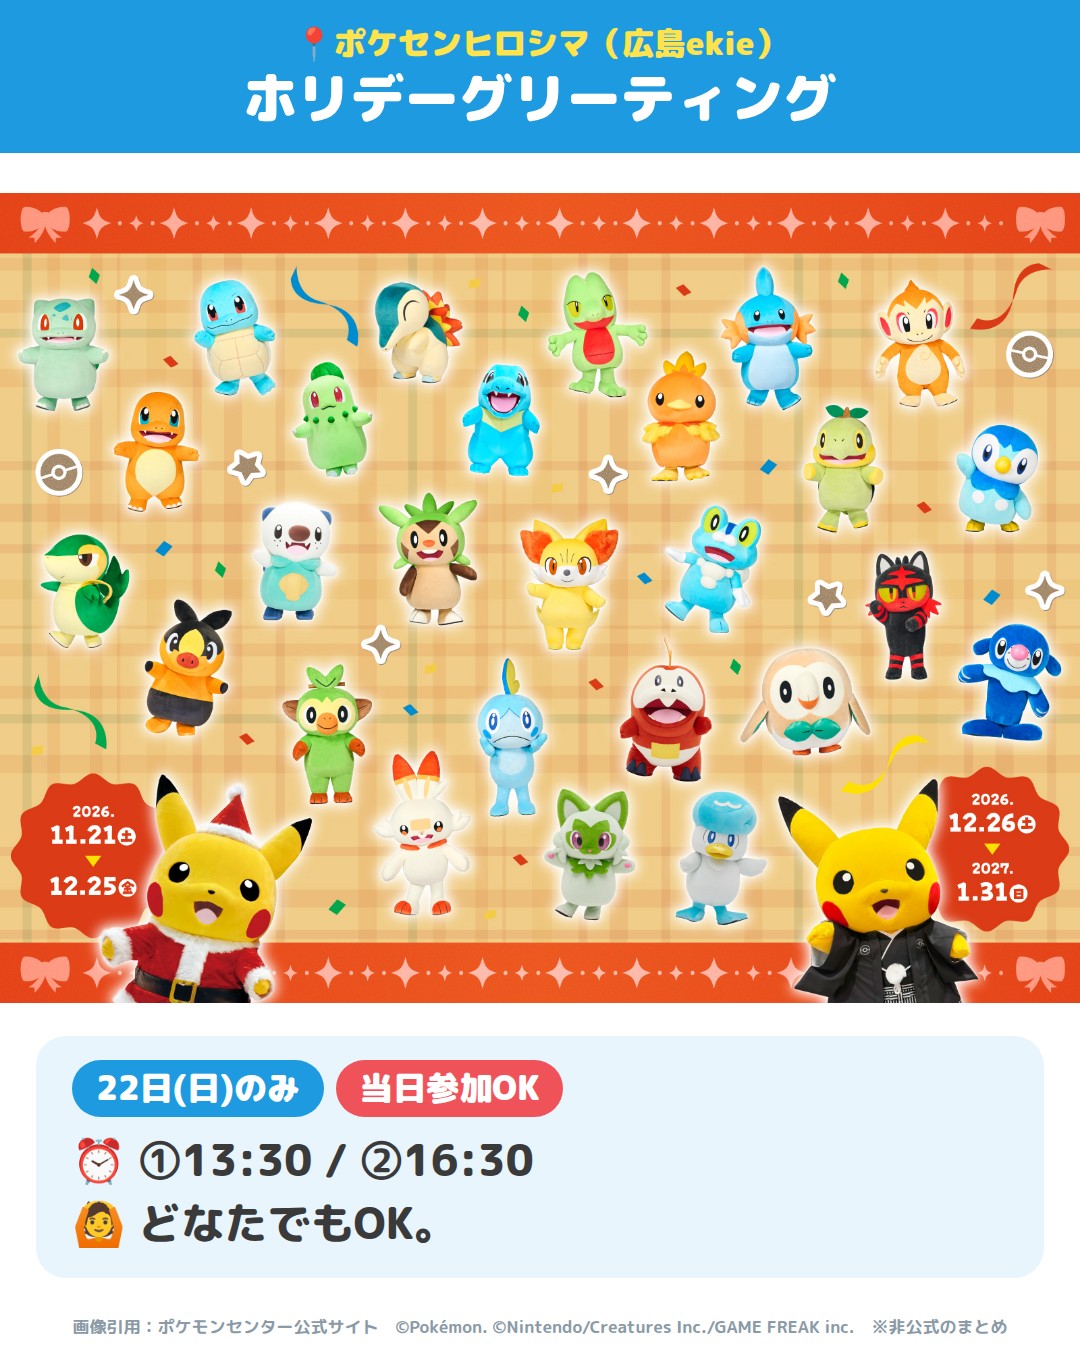 📍ポケセンヒロシマ（広島ekie）
ホリデーグリーティング
2026.
11.21土
12.25金
2026.
12.26土
2027.
1.31日
22日(日)のみ
当日参加OK
⏰ ①13:30 / ②16:30
🙆 どなたでもOK。
画像引用：ポケモンセンター公式サイト　©Pokémon. ©Nintendo/Creatures Inc./GAME FREAK inc.　※非公式のまとめ